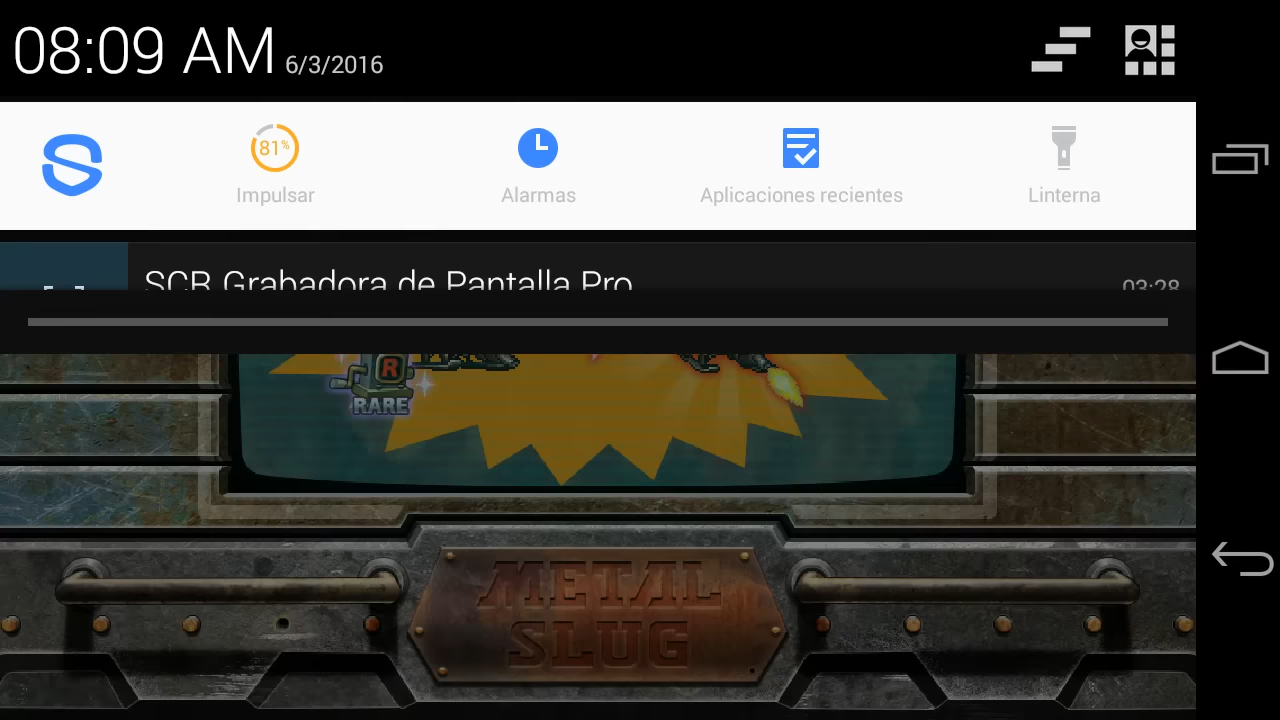 08:09 AM 6/3/2016
81%
Impulsar
Alarmas
Aplicaciones recientes
Linterna
SCR Grabadora de Pantalla Pro
03:28
R
RARE
METAL
SLUG